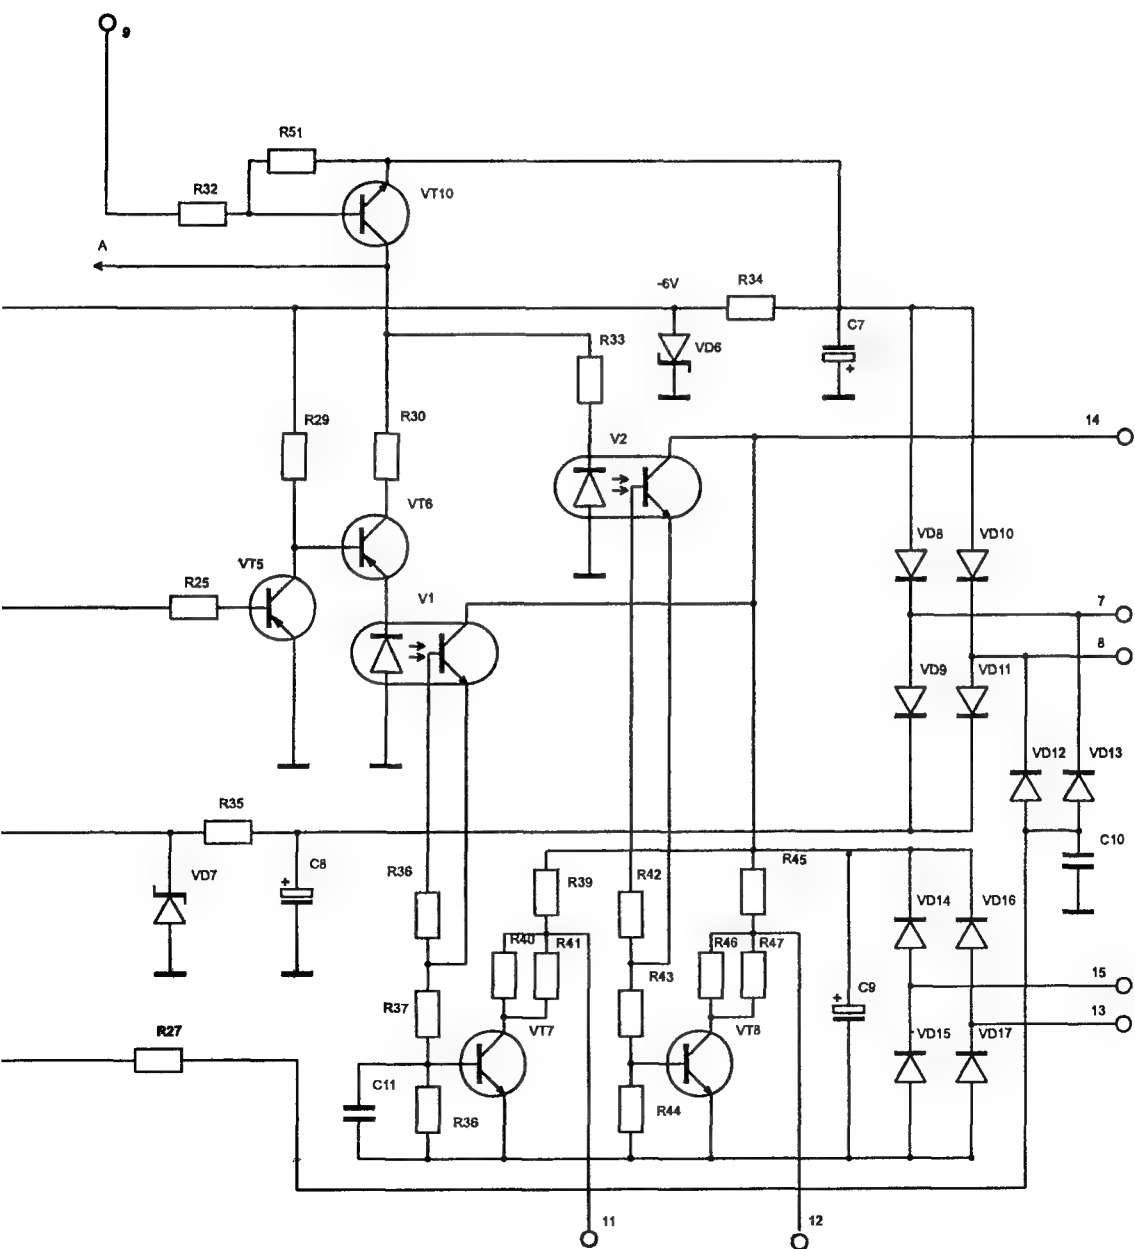 9
R51
R32
VT10
A
-6V
R34
C7
R33
VD6
R29
R30
V2
14
VT6
VD8
VD10
VT5
R25
V1
7
8
VD9
VD11
VD12
VD13
R35
C10
C8
VD7
R36
R39
R42
R45
VD14
VD16
R40
R41
R46
R47
R43
C9
15
R37
13
R27
VT7
VT8
VD15
VD17
C11
R36
R44
11
12